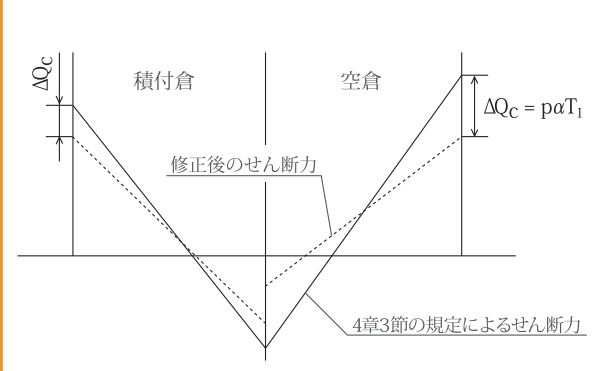 積付倉
空倉
ΔQC
ΔQC = pαT1
修正後のせん断力
4章3節の規定によるせん断力